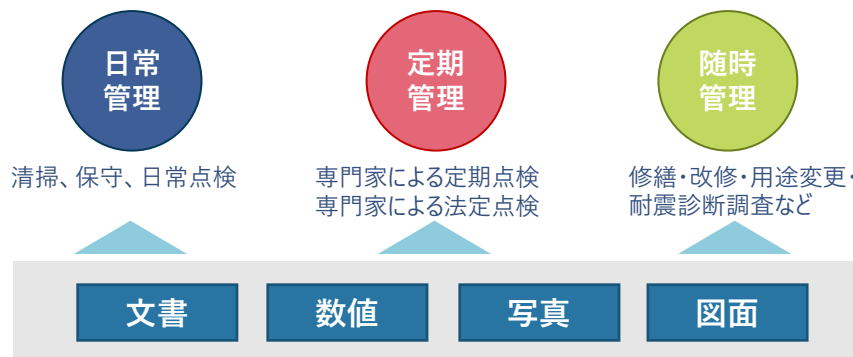 日常
管理
定期
管理
随時
管理
清掃、保守、日常点検
専門家による定期点検
専門家による法定点検
修繕・改修・用途変更・
耐震診断調査など
文書
数値
写真
図面